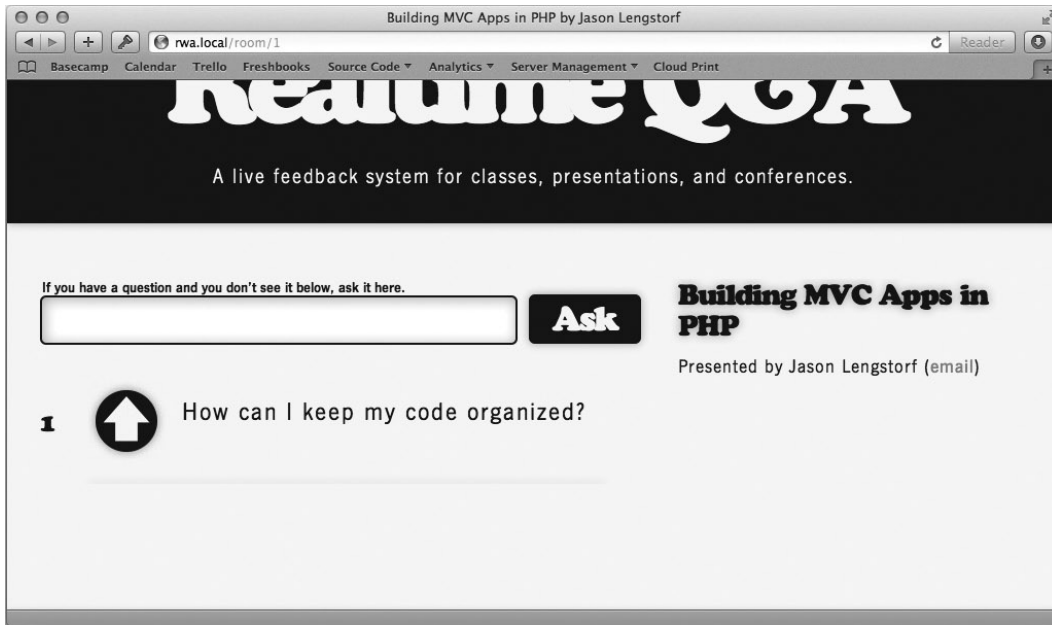 Building MVC Apps in PHP by Jason Lengstorf
rwa.local/room/1
Reader
Basecamp Calendar Trello Freshbooks Source Code Analytics Server Management Cloud Print
Realtime Q&A
A live feedback system for classes, presentations, and conferences.
If you have a question and you don't see it below, ask it here.
Ask
1
How can I keep my code organized?
Building MVC Apps in
PHP
Presented by Jason Lengstorf (email)